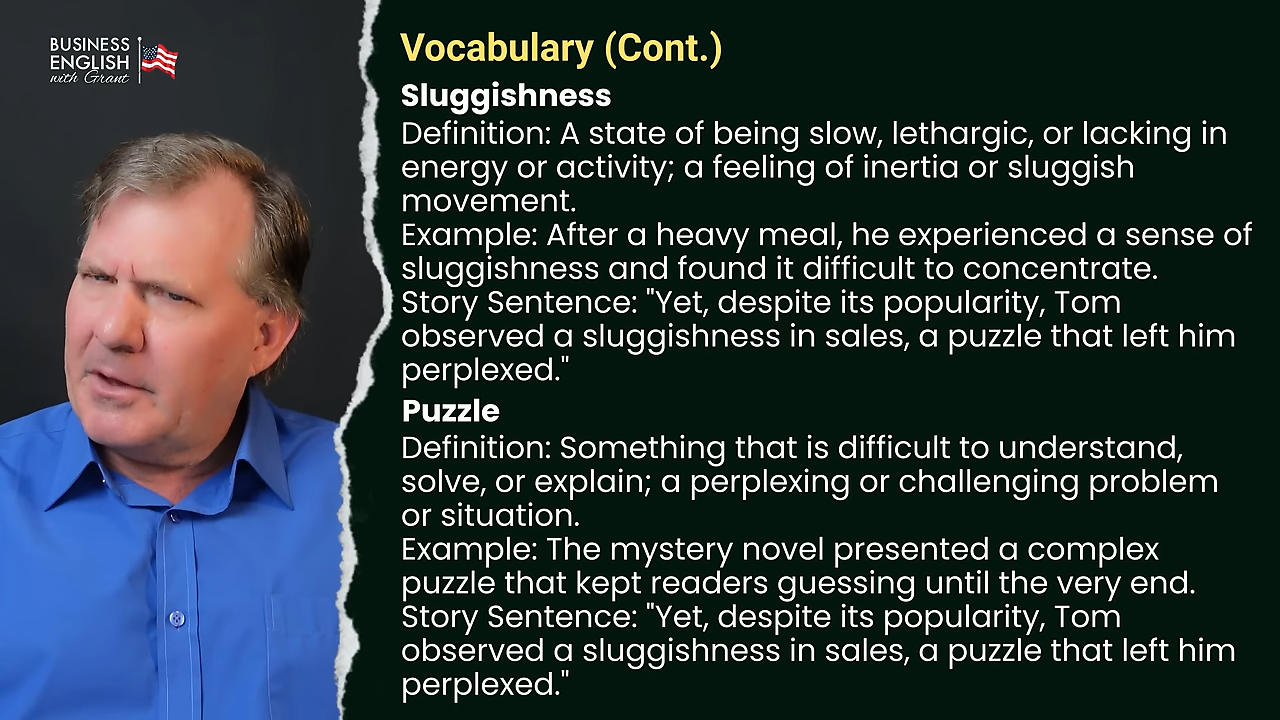 BUSINESS
ENGLISH
with Grant
Vocabulary (Cont.)
Sluggishness
Definition: A state of being slow, lethargic, or lacking in
energy or activity; a feeling of inertia or sluggish
movement.
Example: After a heavy meal, he experienced a sense of
sluggishness and found it difficult to concentrate.
Story Sentence: "Yet, despite its popularity, Tom
observed a sluggishness in sales, a puzzle that left him
perplexed."
Puzzle
Definition: Something that is difficult to understand,
solve, or explain; a perplexing or challenging problem
or situation.
Example: The mystery novel presented a complex
puzzle that kept readers guessing until the very end.
Story Sentence: "Yet, despite its popularity, Tom
observed a sluggishness in sales, a puzzle that left him
perplexed."